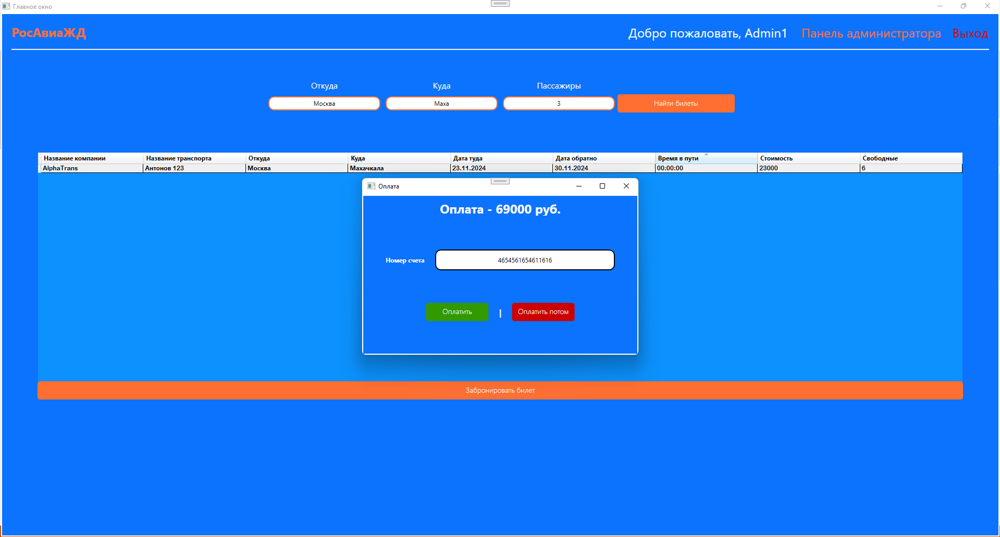 Главное окно
РосАвиаЖД
Добро пожаловать, Admin1 Панель администратора Выход
Откуда Куда Пассажиры
Москва Маха 3 Найти билеты
Название компании Название транспорта Откуда Куда Дата туда Дата обратно Время в пути Стоимость Свободные
AlphaTrans Антонов 123 Москва Махачкала 23.11.2024 30.11.2024 00:00:00 23000 6
Оплата
Оплата - 69000 руб.
Номер счета 4654561654611616
Оплатить | Оплатить потом
Забронировать билет